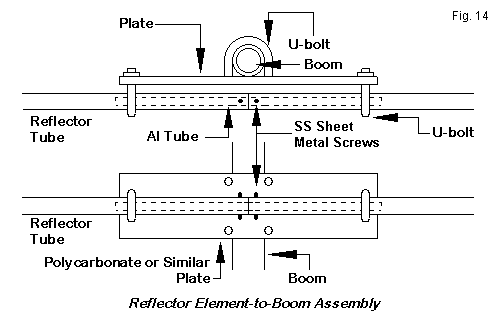 Fig. 14
Plate
U-bolt
Boom
Reflector
Tube
Al Tube
SS Sheet
Metal Screws
U-bolt
Reflector
Tube
Polycarbonate or Similar
Plate
Boom
Reflector Element-to-Boom Assembly